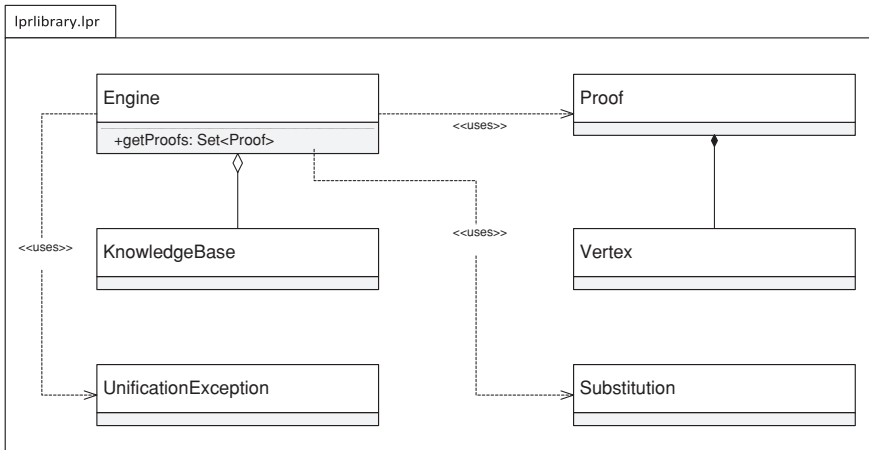 lprlibrary.lpr
Engine
+getProofs: Set<Proof>
<<uses>>
Proof
<<uses>>
KnowledgeBase
<<uses>>
Vertex
UnificationException
Substitution